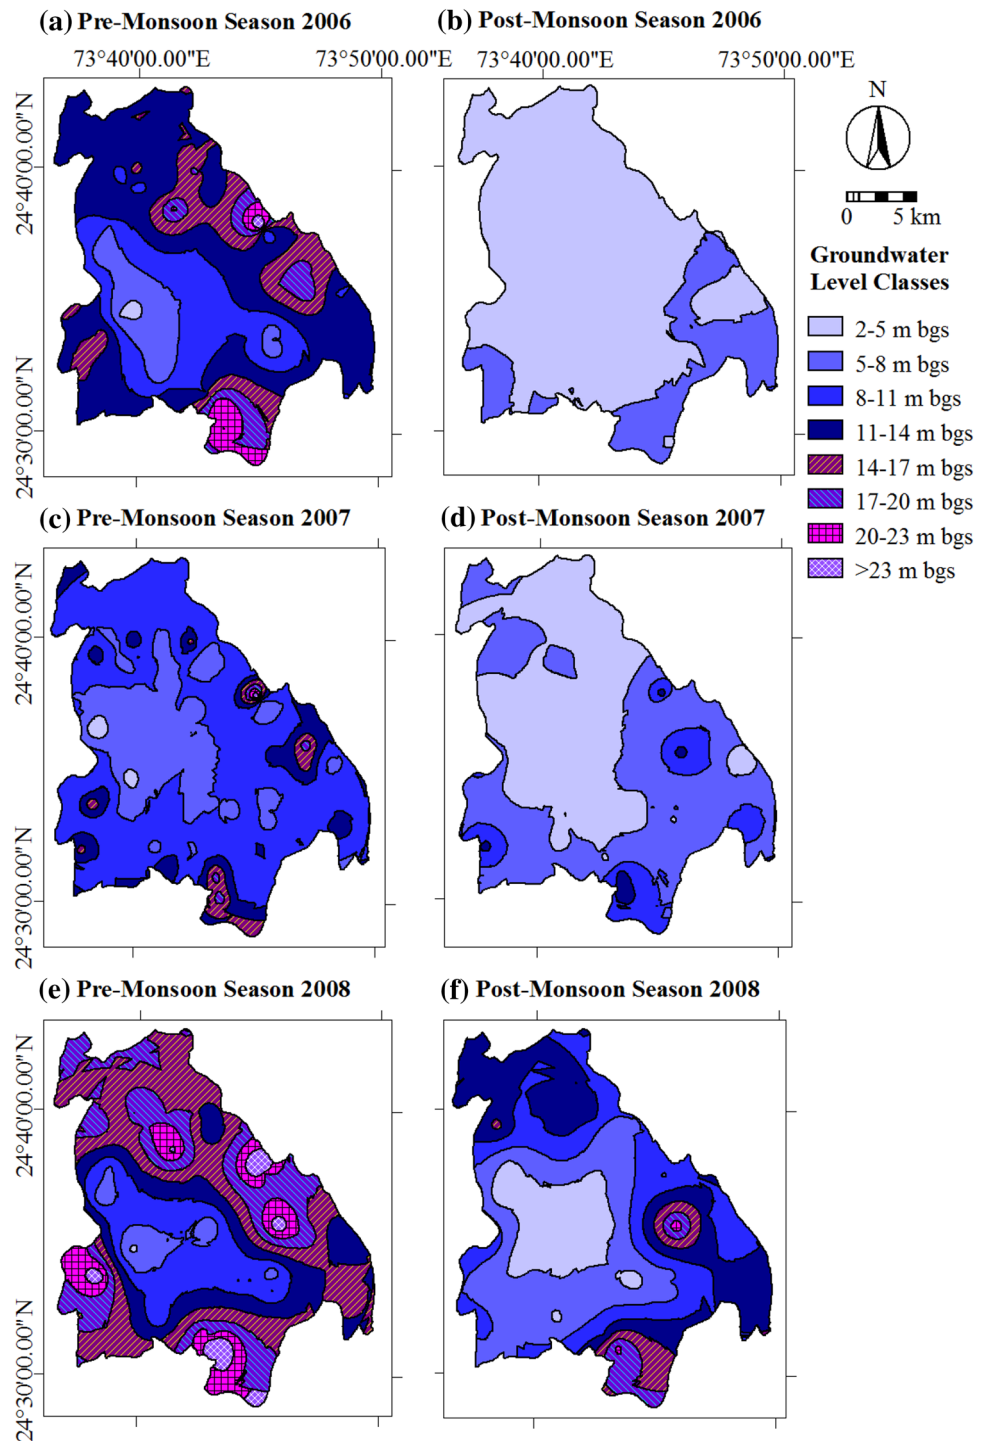 (a) Pre-Monsoon Season 2006
(b) Post-Monsoon Season 2006
73°40'00.00"E 73°50'00.00"E
73°40'00.00"E 73°50'00.00"E
24°40'00.00"N
24°30'00.00"N
N
0 5 km
Groundwater
Level Classes
2-5 m bgs
5-8 m bgs
8-11 m bgs
11-14 m bgs
14-17 m bgs
17-20 m bgs
20-23 m bgs
>23 m bgs
(c) Pre-Monsoon Season 2007
(d) Post-Monsoon Season 2007
24°40'00.00"N
24°30'00.00"N
(e) Pre-Monsoon Season 2008
(f) Post-Monsoon Season 2008
24°40'00.00"N
24°30'00.00"N